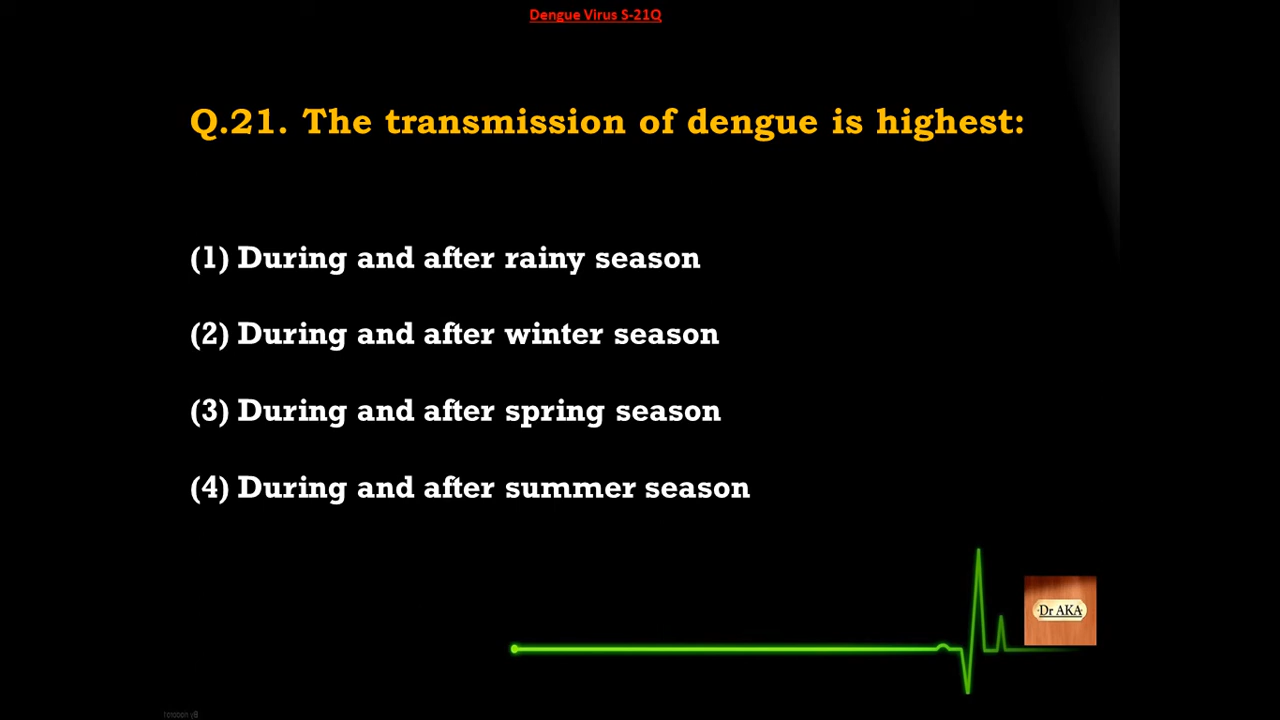 Dengue Virus S-21Q
Q.21. The transmission of dengue is highest:
(1) During and after rainy season
(2) During and after winter season
(3) During and after spring season
(4) During and after summer season
Dr AKA